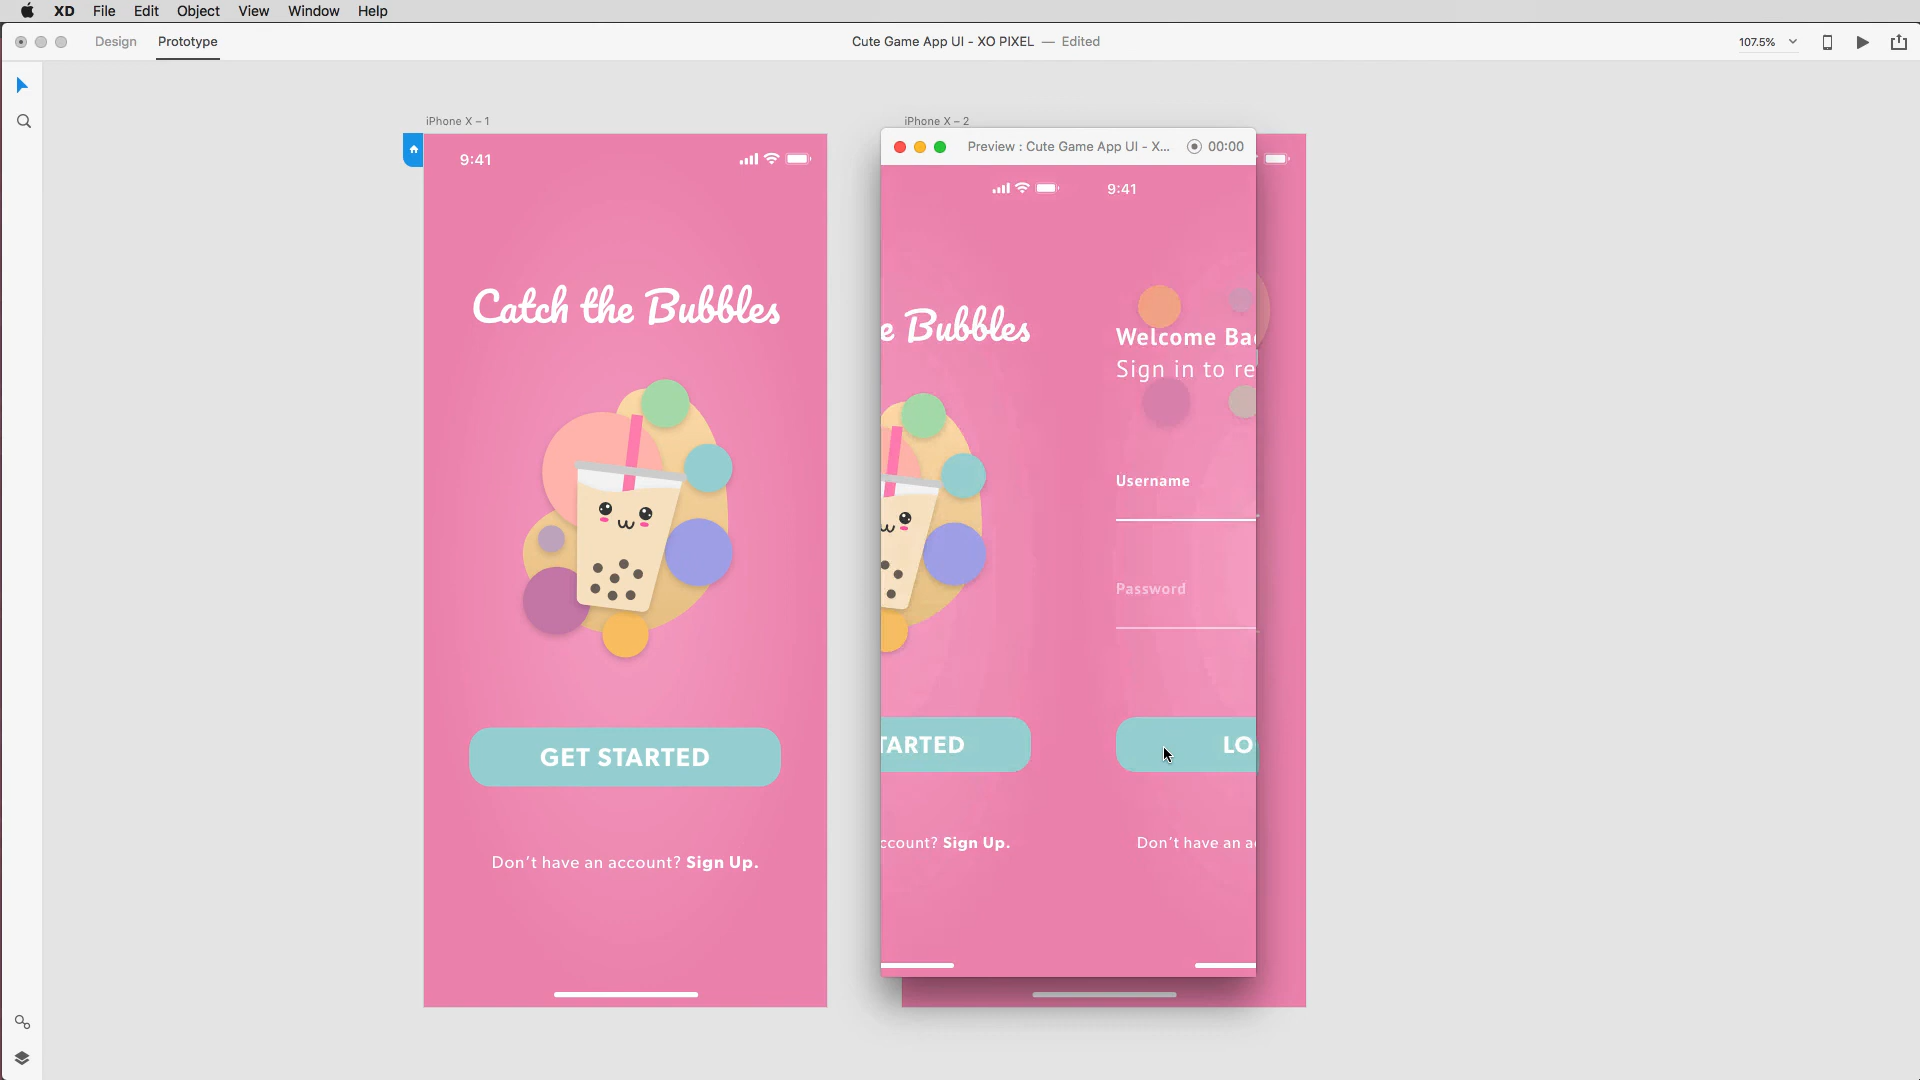 XD File Edit Object View Window Help
Design Prototype
Cute Game App UI - XO PIXEL — Edited
107.5%
iPhone X – 1
iPhone X – 2
9:41
Catch the Bubbles
GET STARTED
Don't have an account? Sign Up.
Preview : Cute Game App UI - X... 00:00
9:41
e Bubbles
Welcome Ba
Sign in to re
Username
Password
TARTED
LO
ccount? Sign Up.
Don't have an a